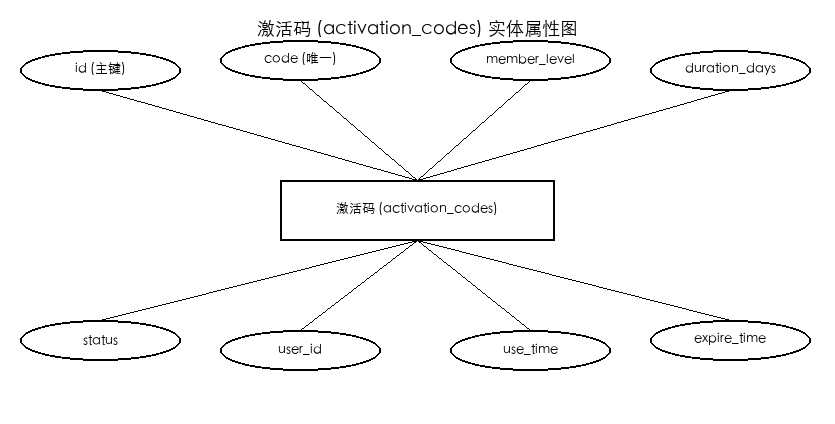 激活码 (activation_codes) 实体属性图
id (主键)
code (唯一)
member_level
duration_days
激活码 (activation_codes)
status
user_id
use_time
expire_time